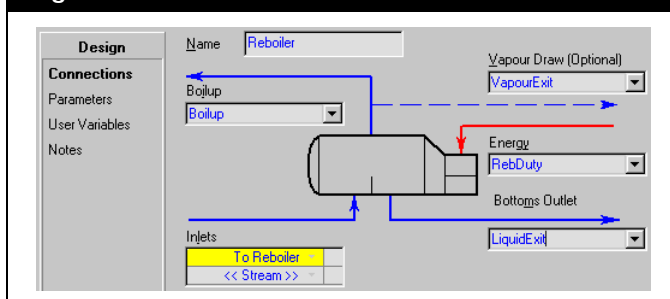 Design
Connections
Parameters
User Variables
Notes
Name Reboiler
Boilup
Boilup
Vapour Draw (Optional)
VapourExit
Energy
RebDuty
Bottoms Outlet
LiquidExit
Inlets
To Reboiler
<< Stream >>